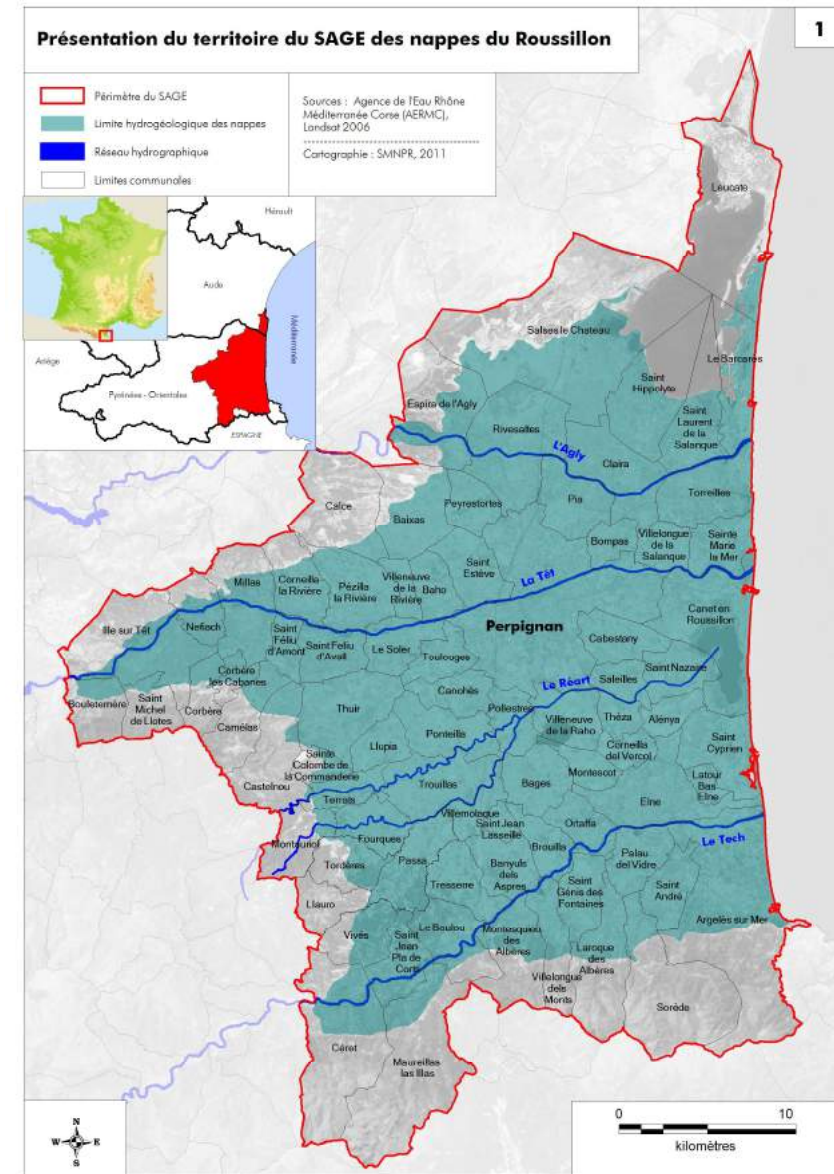 Présentation du territoire du SAGE des nappes du Roussillon
1
Périmètre du SAGE
Limite hydrogéologique des nappes
Réseau hydrographique
Limites communales
Sources : Agence de l'Eau Rhône
Méditerranée Corse (AERMC),
Landsat 2006
Cartographie : SMNPR, 2011
Hérault
Aude
Ariège
Méditerranée
Pyrénées - Orientales
ESPAGNE
Leucate
Salses le Chateau
Le Barcarès
Saint
Hippolyte
Espira de l'Agly
Rivesaltes
Saint
Laurent
de la
Salanque
L'Agly
Claira
Calce
Baixas
Peyrestortes
Pia
Torreilles
Bompas
Villelongue
de la
Salanque
Sainte
Marie
la Mer
Saint
Estève
Millas
Corneilla
la Rivière
Pézilla
la Rivière
Villeneuve
de la
Rivière
Baho
La Têt
Ille sur Têt
Nefiach
Saint
Féliu
d'Amont
Saint Feliu
d'Avall
Le Soler
Toulouges
Perpignan
Cabestany
Canet en
Roussillon
Saint Nazaire
Corbère
les Cabanes
Bouleternère
Saint
Michel
de Llotes
Corbère
Camélas
Thuir
Canohès
Le Réart
Saleilles
Pollestres
Villeneuve
de la Raho
Théza
Alénya
Castelnou
Sainte
Colombe de
la Commanderie
Llupia
Ponteilla
Corneilla
del Vercol
Saint
Cyprien
Terrats
Trouillas
Bages
Montescot
Latour
Bas
Elne
Elne
Montauriol
Fourques
Villemolaque
Saint Jean
Lasseille
Ortaffa
Brouilla
Le Tech
Tordères
Passa
Tresserre
Banyuls
dels
Aspres
Palau
del Vidre
Saint
Génis des
Fontaines
Saint
André
Llauro
Vivés
Saint
Jean
Pla de
Corts
Le Boulou
Montesquieu
des
Albères
Laroque
des
Albères
Argelès sur Mer
Villelongue
dels
Monts
Sorède
Céret
Maureillas
las Illas
N
W
E
S
0
10
kilomètres